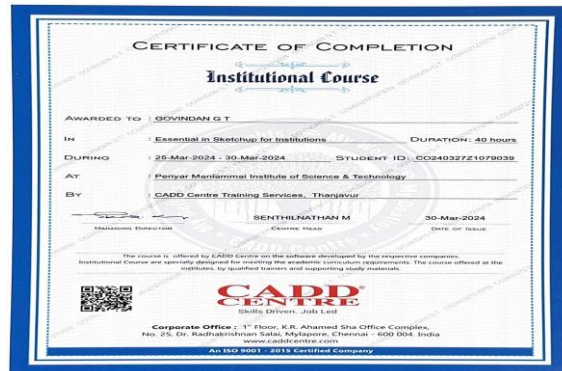 CERTIFICATE OF COMPLETION
Institutional Course
AWARDED TO : GOVINDAN G T
IN : Essential in Sketchup for Institutions DURATION: 40 hours
DURING : 25-Mar-2024 - 30-Mar-2024 STUDENT ID: CO240327Z1079039
AT : Periyar Maniammai Institute of Science & Technology
BY : CADD Centre Training Services, Thanjavur
SENTHILNATHAN M 30-Mar-2024
MANAGING DIRECTOR CENTRE HEAD DATE OF ISSUE
The course is offered by CADD Centre on the software developed by the respective companies.
Institutional Course are specially designed for meeting the academic curriculum requirements. The course offered at the
institutes, by qualified trainers and supporting study materials.
CADD
CENTRE
Skills Driven. Job Led
Corporate Office : 1st Floor, K.R. Ahamed Sha Office Complex,
No. 25, Dr. Radhakrishnan Salai, Mylapore, Chennai - 600 004. India
www.caddcentre.com
An ISO 9001 - 2015 Certified Company